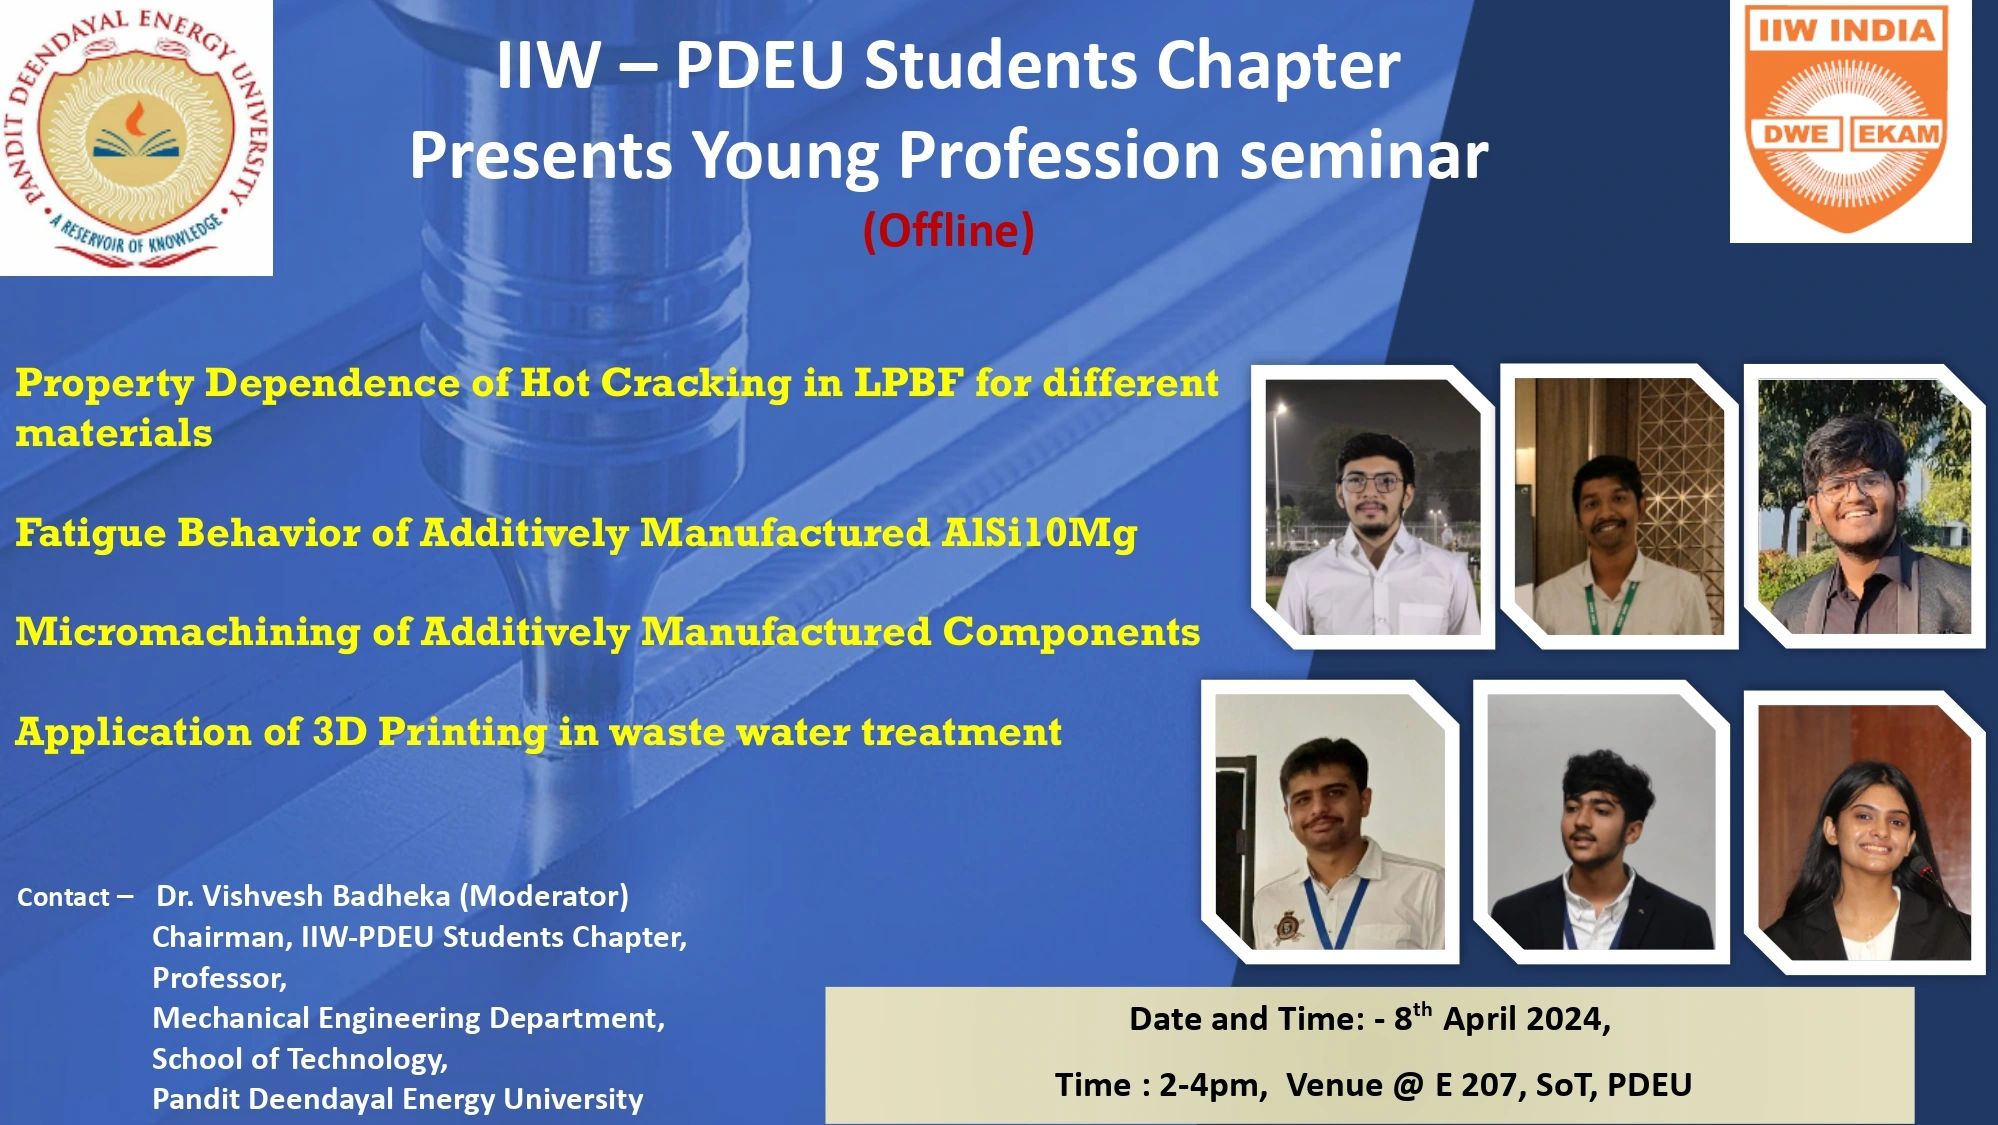 PANDIT DEENDAYAL ENERGY UNIVERSITY
• A RESERVOIR OF KNOWLEDGE •
IIW – PDEU Students Chapter
Presents Young Profession seminar
(Offline)
IIW INDIA
DWE EKAM
Property Dependence of Hot Cracking in LPBF for different
materials
Fatigue Behavior of Additively Manufactured AlSi10Mg
Micromachining of Additively Manufactured Components
Application of 3D Printing in waste water treatment
Contact – Dr. Vishvesh Badheka (Moderator)
Chairman, IIW-PDEU Students Chapter,
Professor,
Mechanical Engineering Department,
School of Technology,
Pandit Deendayal Energy University
Date and Time: - 8th April 2024,
Time : 2-4pm, Venue @ E 207, SoT, PDEU